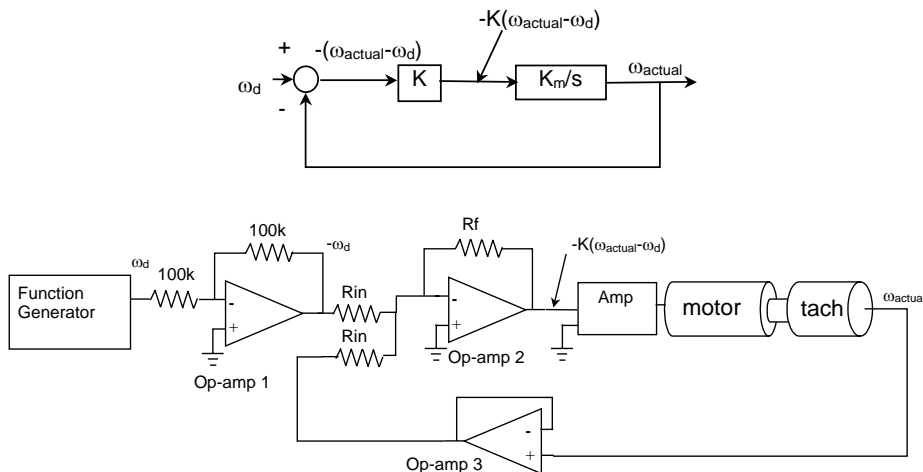 -K(ωactual-ωd)
+
-(ωactual-ωd)
ωactual
ωd
K
Km/s
-
100k
Rf
-K(ωactual-ωd)
ωd
-ωd
100k
Function
Generator
-
+
Rin
Rin
-
+
Amp
motor
tach
ωactual
Op-amp 1
Op-amp 2
-
+
Op-amp 3